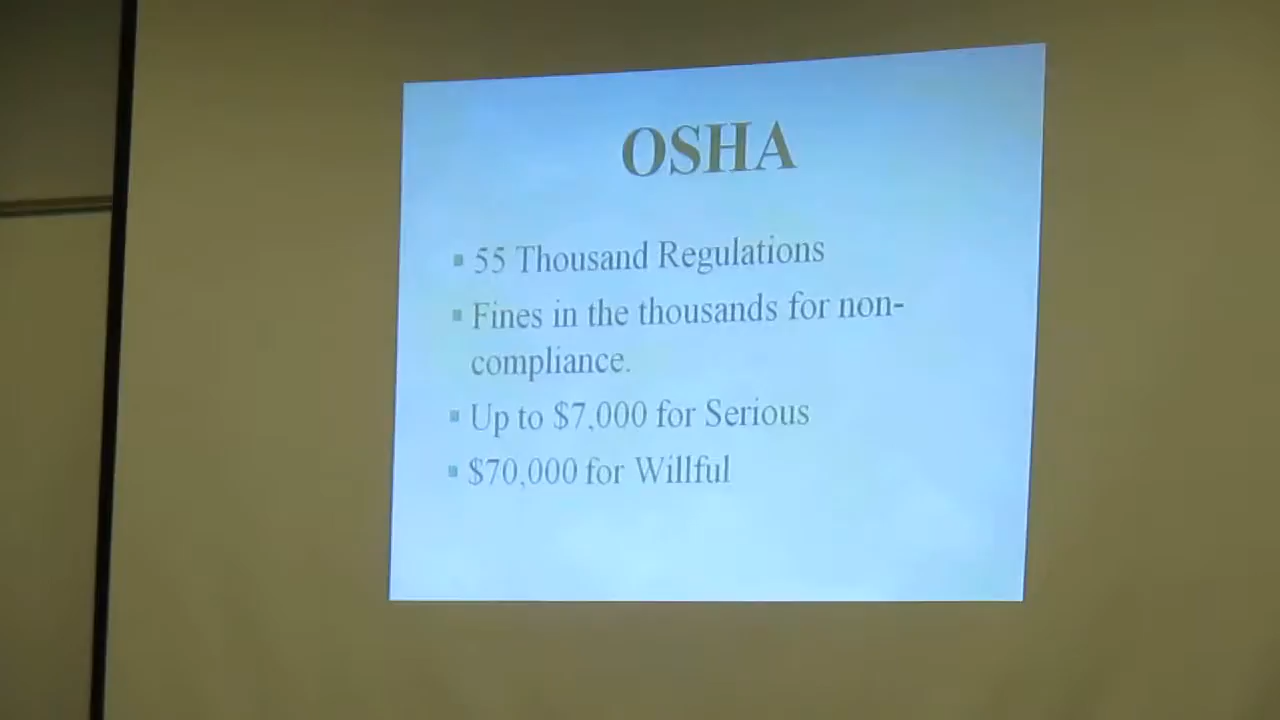 OSHA
55 Thousand Regulations
Fines in the thousands for non-
compliance.
Up to $7,000 for Serious
$70,000 for Willful